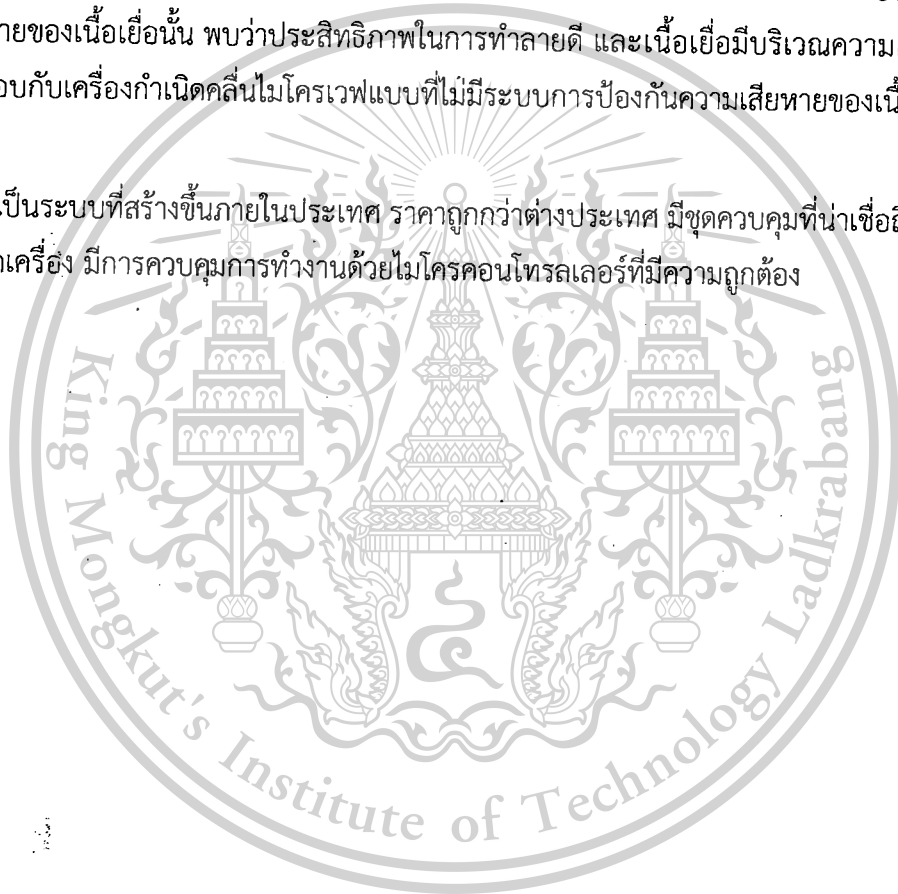 ายของเนื้อเยื่อนั้น พบว่าประสิทธิภาพในการทำลายดี และเนื้อเยื่อมีบริเวณความ
อบกับเครื่องกำเนิดคลื่นไมโครเวฟแบบที่ไม่มีระบบการป้องกันความเสียหายของเนื้
เป็นระบบที่สร้างขึ้นภายในประเทศ ราคาถูกกว่าต่างประเทศ มีชุดควบคุมที่น่าเชื่อถื
เครื่อง มีการควบคุมการทำงานด้วยไมโครคอนโทรลเลอร์ที่มีความถูกต้อง
King Mongkut's Institute of Technology Ladkrabang